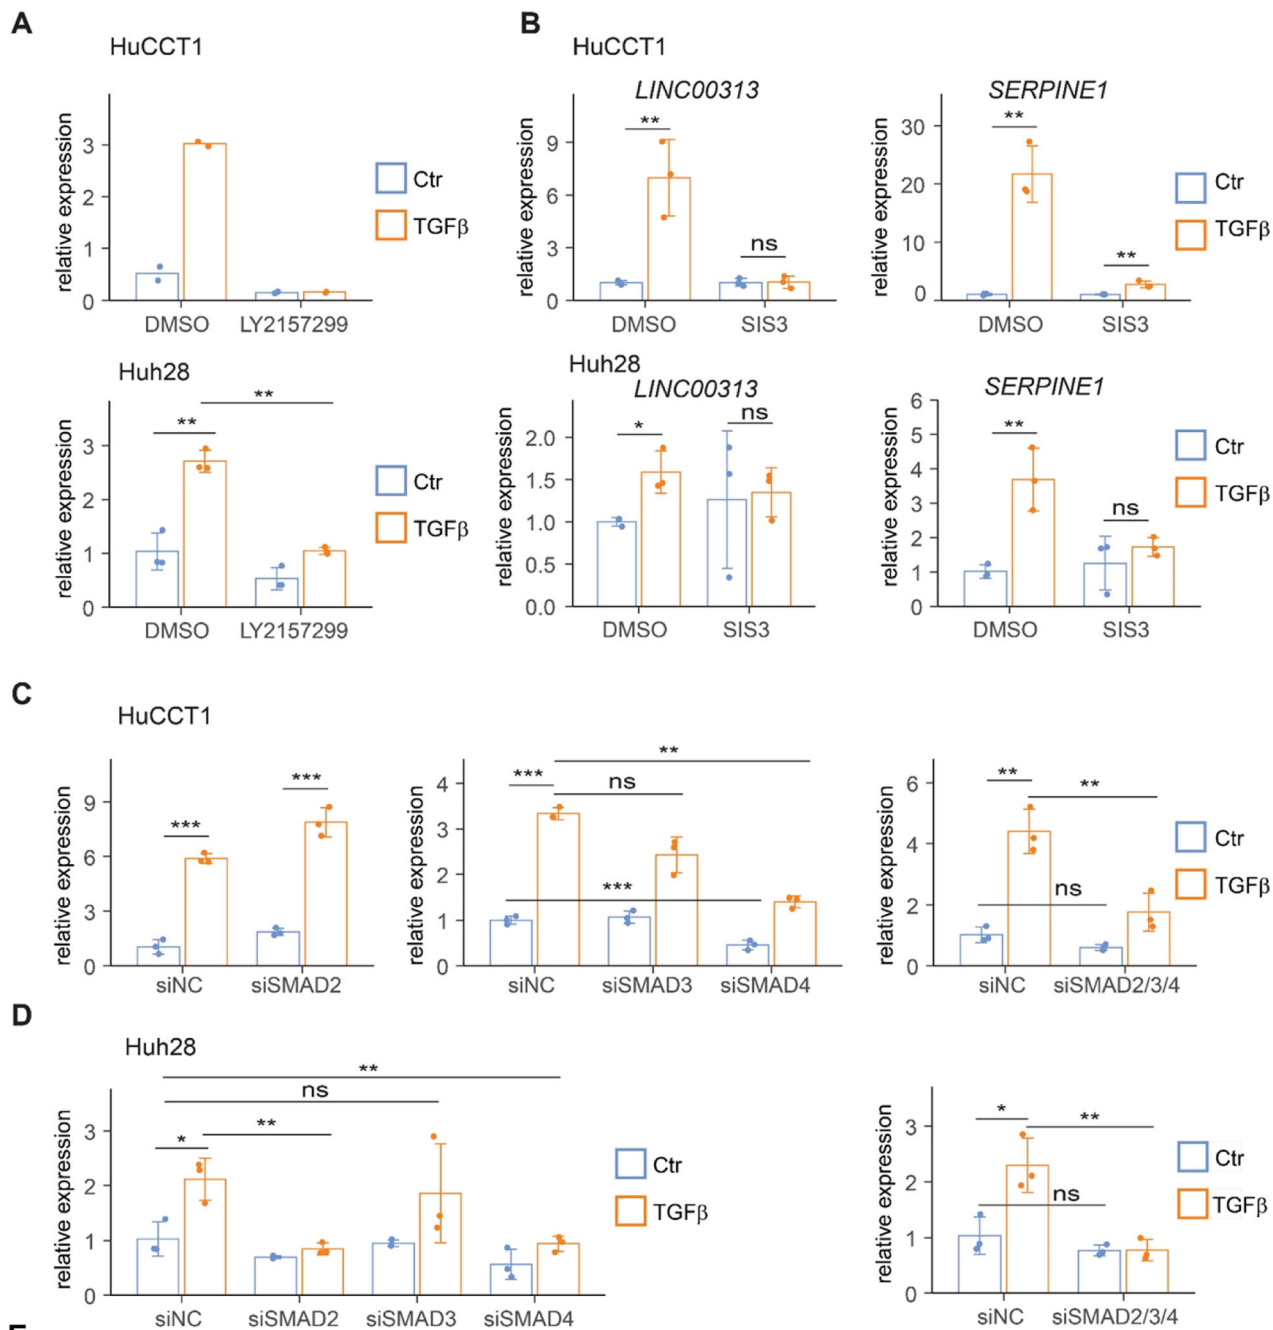 A
HuCCT1
relative expression
3
2
1
0
DMSO
LY2157299
Ctr
TGFβ
Huh28
relative expression
3
2
1
0
**
**
DMSO
LY2157299
Ctr
TGFβ
B
HuCCT1
LINC00313
relative expression
9
6
3
0
**
ns
DMSO
SIS3
SERPINE1
relative expression
30
20
10
0
**
**
DMSO
SIS3
Ctr
TGFβ
Huh28
LINC00313
relative expression
2.0
1.5
1.0
0.5
0.0
*
ns
DMSO
SIS3
SERPINE1
relative expression
6
5
4
3
2
1
0
**
ns
DMSO
SIS3
Ctr
TGFβ
C
HuCCT1
relative expression
9
6
3
0
***
***
siNC
siSMAD2
relative expression
4
3
2
1
0
**
***
ns
***
siNC
siSMAD3
siSMAD4
relative expression
6
4
2
0
**
**
ns
siNC
siSMAD2/3/4
Ctr
TGFβ
D
Huh28
relative expression
3
2
1
0
**
ns
*
**
siNC
siSMAD2
siSMAD3
siSMAD4
Ctr
TGFβ
relative expression
3
2
1
0
*
**
ns
siNC
siSMAD2/3/4
Ctr
TGFβ